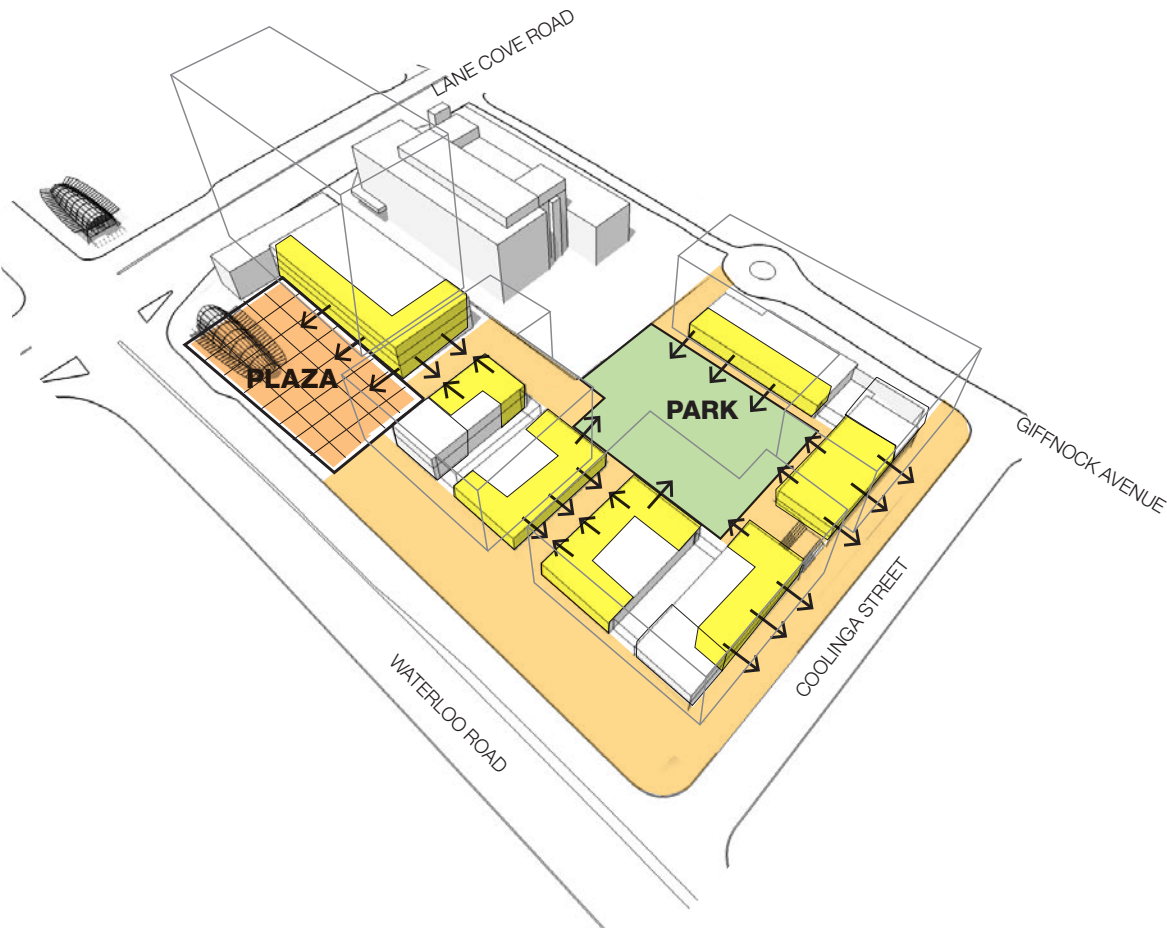 LANE COVE ROAD
PLAZA
PARK
GIFFNOCK AVENUE
COOLINGA STREET
WATERLOO ROAD